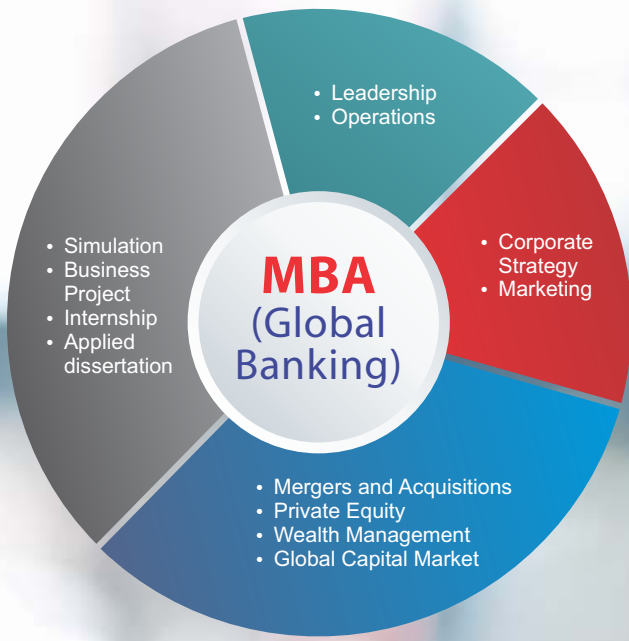 • Leadership
• Operations
• Corporate
Strategy
• Marketing
• Simulation
• Business
Project
• Internship
• Applied
dissertation
MBA
(Global
Banking)
• Mergers and Acquisitions
• Private Equity
• Wealth Management
• Global Capital Market